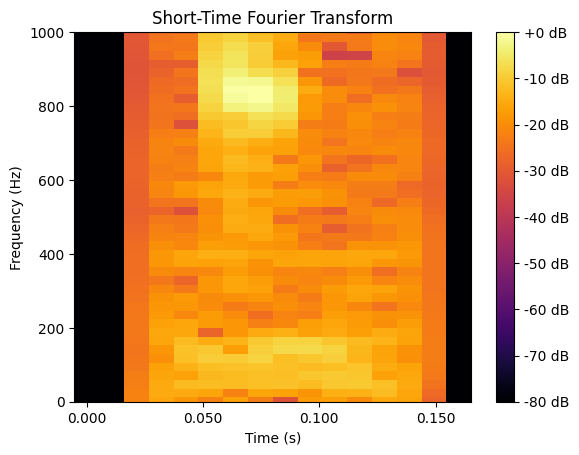 Short-Time Fourier Transform
1000
800
600
400
200
0
Frequency (Hz)
0.000
0.050
0.100
0.150
Time (s)
+0 dB
-10 dB
-20 dB
-30 dB
-40 dB
-50 dB
-60 dB
-70 dB
-80 dB